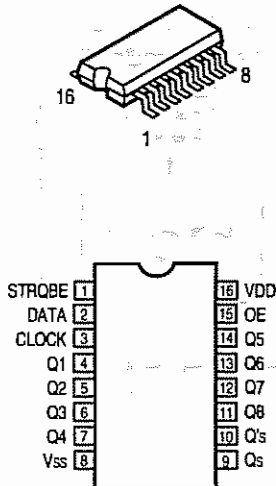 16
8
1
STRQBE 1 16 VDD
DATA 2 15 OE
CLOCK 3 14 Q5
Q1 4 13 Q6
Q2 5 12 Q7
Q3 6 11 Q8
Q4 7 10 Q's
Vss 8 9 Qs